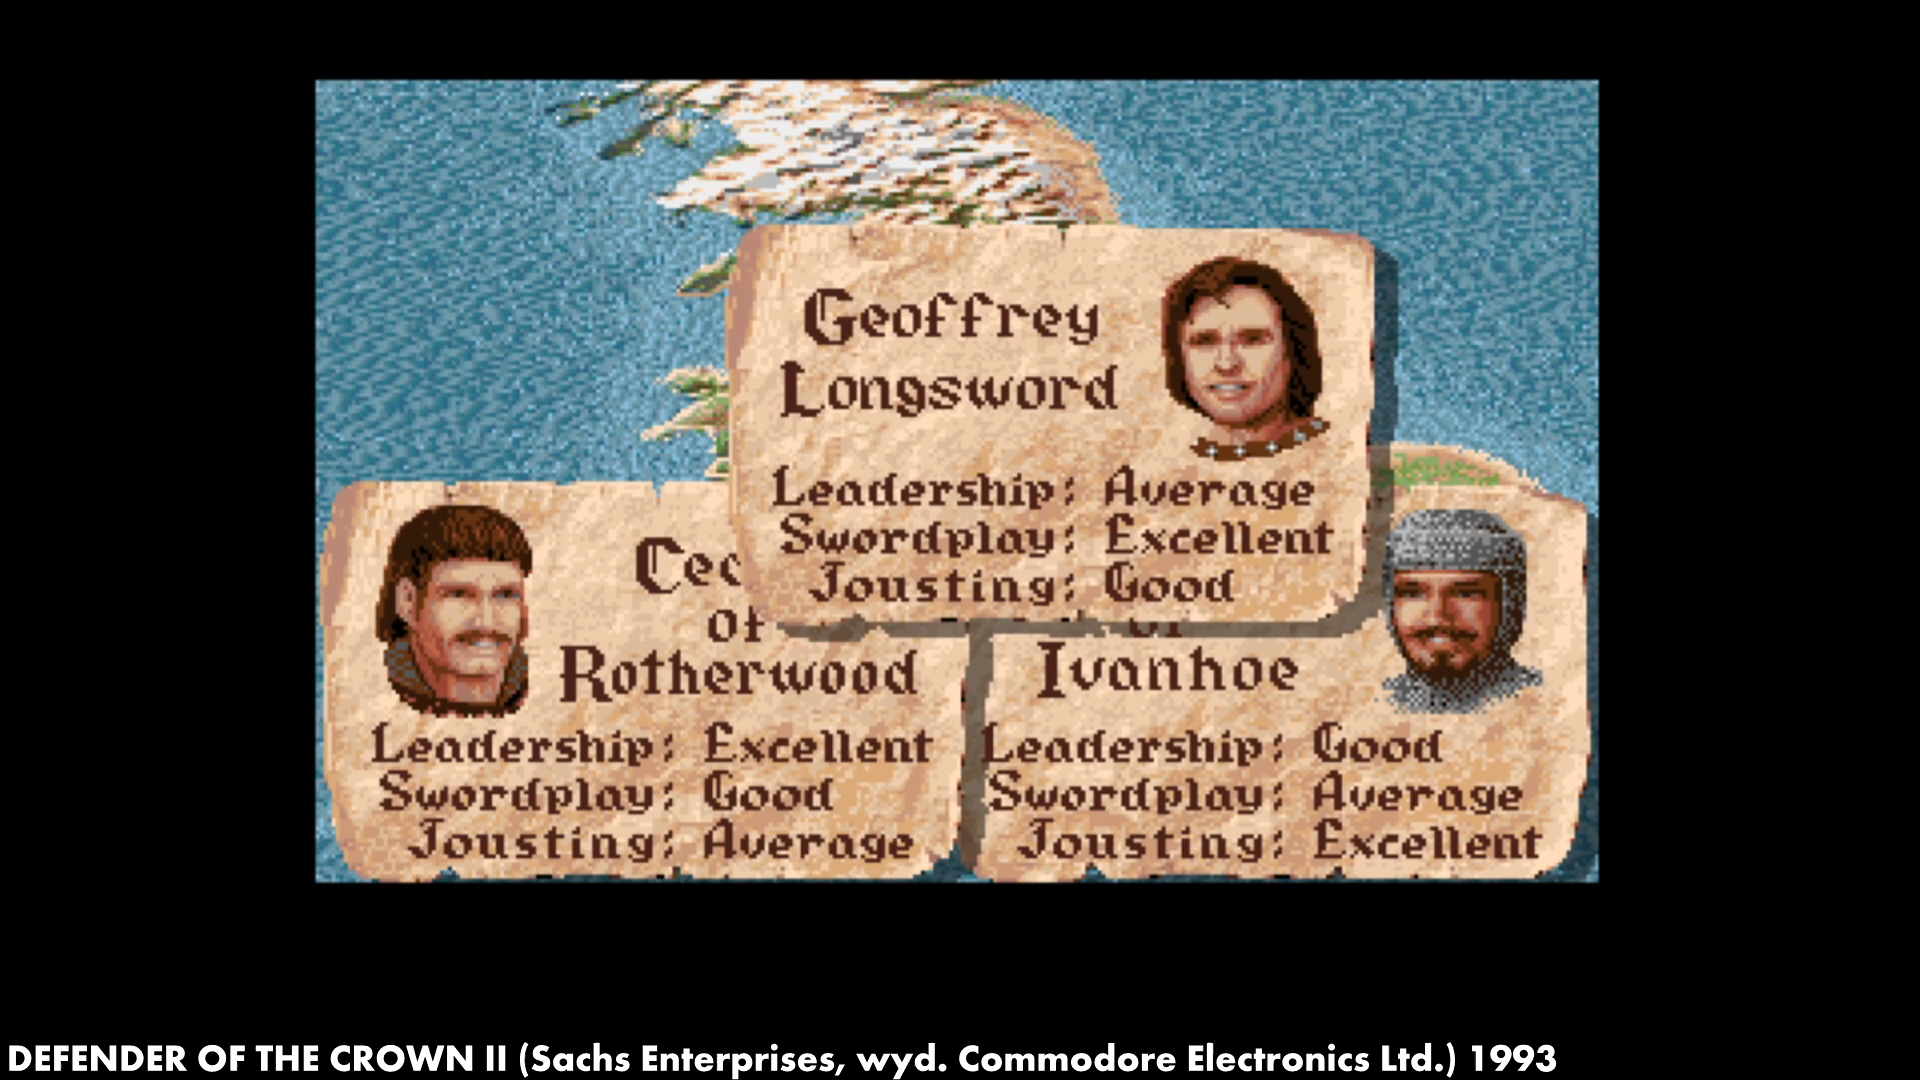 Geoffrey
Longsword
Leadership: Average
Swordplay: Excellent
Jousting: Good
of
Rotherwood
Leadership: Excellent
Swordplay: Good
Jousting: Average
Ivanhoe
Leadership: Good
Swordplay: Average
Jousting: Excellent
DEFENDER OF THE CROWN II (Sachs Enterprises, wyd. Commodore Electronics Ltd.) 1993